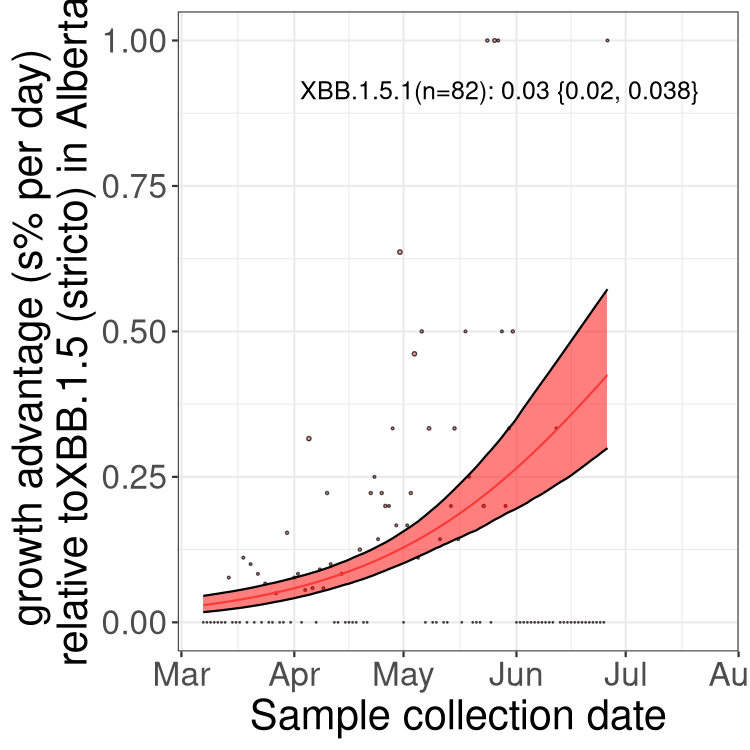 growth advantage (s% per day)
relative toXBB.1.5 (stricto) in Alberta
1.00
0.75
0.50
0.25
0.00
XBB.1.5.1(n=82): 0.03 {0.02, 0.038}
Mar Apr May Jun Jul Au
Sample collection date